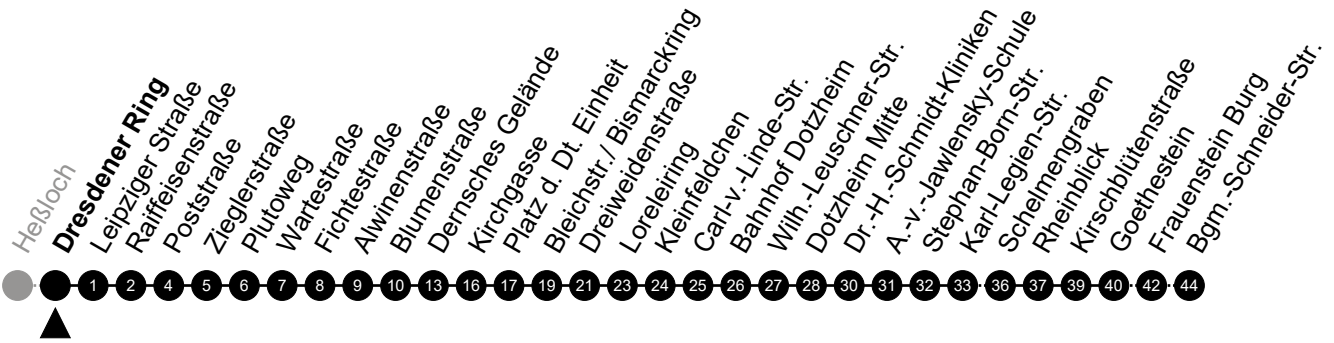 Heßloch
Dresdener Ring
Leipziger Straße
Raiffeisenstraße
Poststraße
Zieglerstraße
Plutoweg
Wartestraße
Fichtestraße
Alwinenstraße
Blumenstraße
Dernsches Gelände
Kirchgasse
Platz d. Dt. Einheit
Bleichstr./ Bismarckring
Dreiweidenstraße
Loreleiring
Kleinfeldchen
Carl-v.-Linde-Str.
Bahnhof Dotzheim
Wilh.-Leuschner-Str.
Dotzheim Mitte
Dr.-H.-Schmidt-Kliniken
A.-v.-Jawlensky-Schule
Stephan-Born-Str.
Karl-Legien-Str.
Schelmengraben
Rheinblick
Kirschblütenstraße
Goethestein
Frauenstein Burg
Bgm.-Schneider-Str.
1 2 4 5 6 7 8 9 10 13 16 17 19 21 23 24 25 26 27 28 30 31 32 33 36 37 39 40 42 44